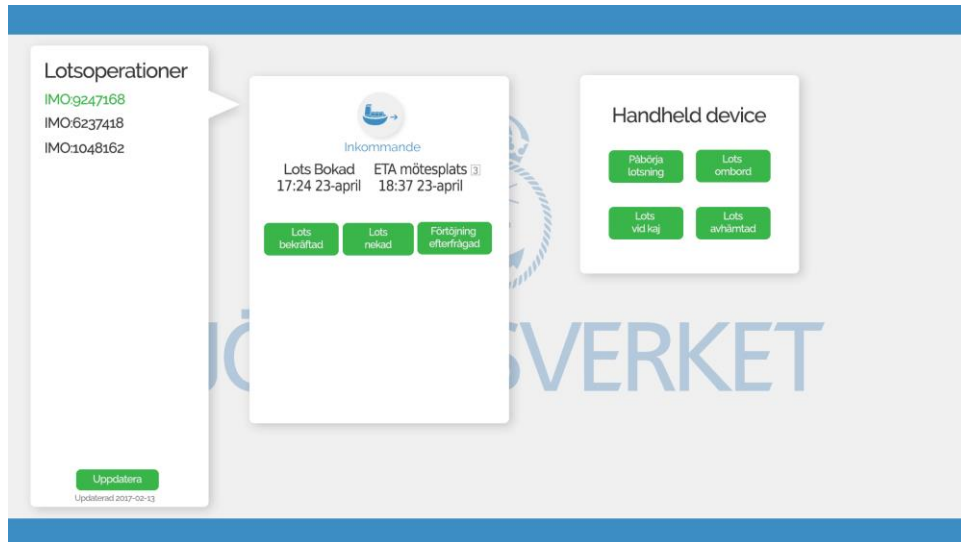 Lotsoperationer
IMO:9247168
IMO:6237418
IMO:1048162
Uppdatera
Updaterad 2017-02-13
Inkommande
Lots Bokad ETA mötesplats 3
17:24 23-april 18:37 23-april
Lots bekräftad
Lots nekad
Förtöjning efterfrågad
Handheld device
Påbörja lotsning
Lots ombord
Lots vid kaj
Lots avhämtad